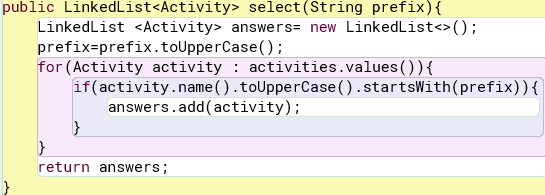 public LinkedList<Activity> select(String prefix){
    LinkedList <Activity> answers= new LinkedList<>();
    prefix=prefix.toUpperCase();
    for(Activity activity : activities.values()){
        if(activity.name().toUpperCase().startsWith(prefix)){
            answers.add(activity);
        }
    }
    return answers;
}